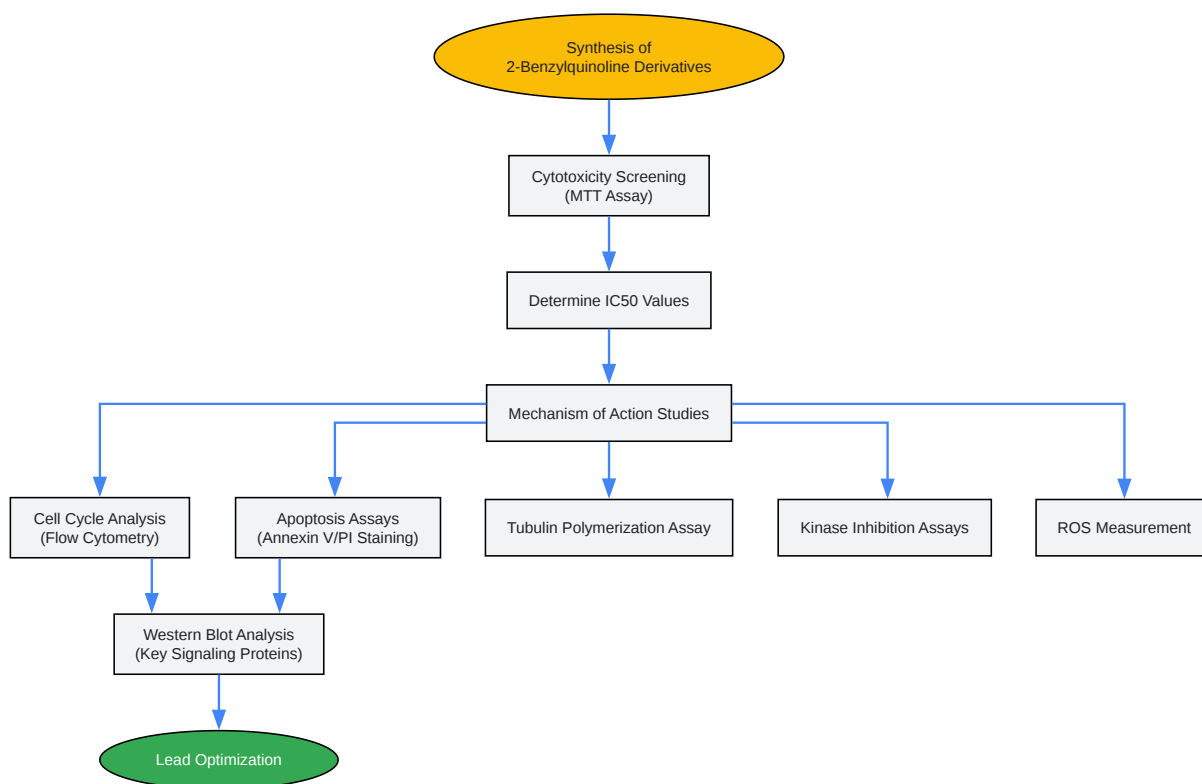 Synthesis of
2-Benzylquinoline Derivatives
Cytotoxicity Screening
(MTT Assay)
Determine IC50 Values
Mechanism of Action Studies
Cell Cycle Analysis
(Flow Cytometry)
Apoptosis Assays
(Annexin V/PI Staining)
Tubulin Polymerization Assay
Kinase Inhibition Assays
ROS Measurement
Western Blot Analysis
(Key Signaling Proteins)
Lead Optimization